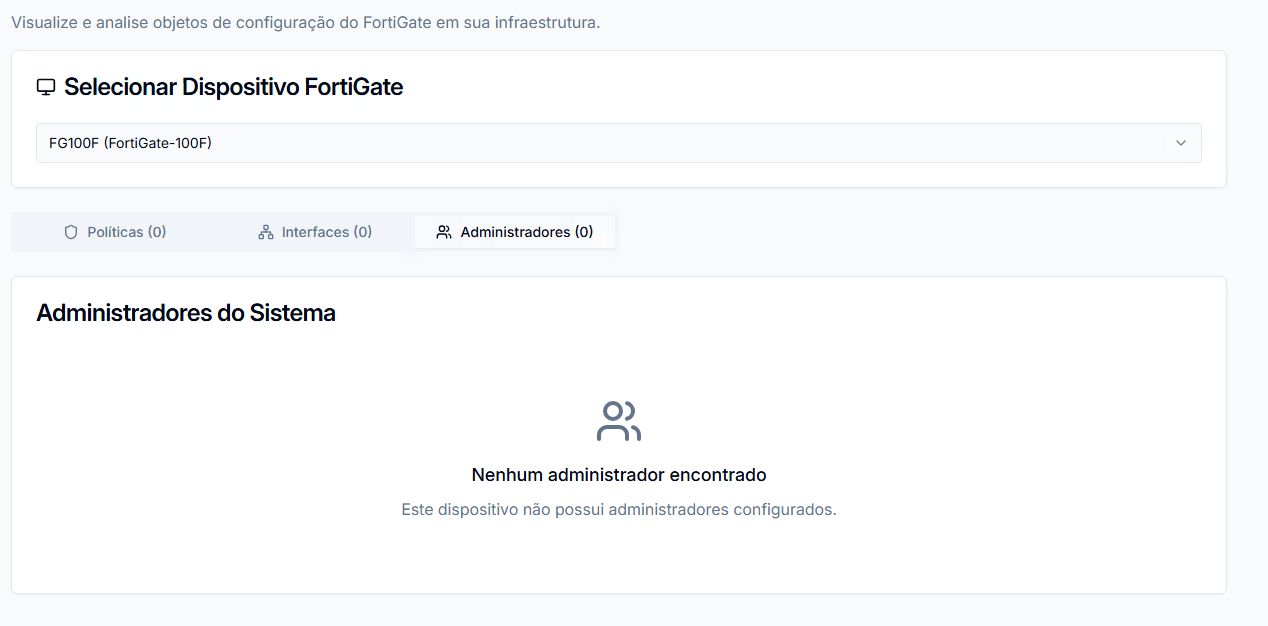 Visualize e analise objetos de configuração do FortiGate em sua infraestrutura.
Selecionar Dispositivo FortiGate
FG100F (FortiGate-100F)
Políticas (0)
Interfaces (0)
Administradores (0)
Administradores do Sistema
Nenhum administrador encontrado
Este dispositivo não possui administradores configurados.